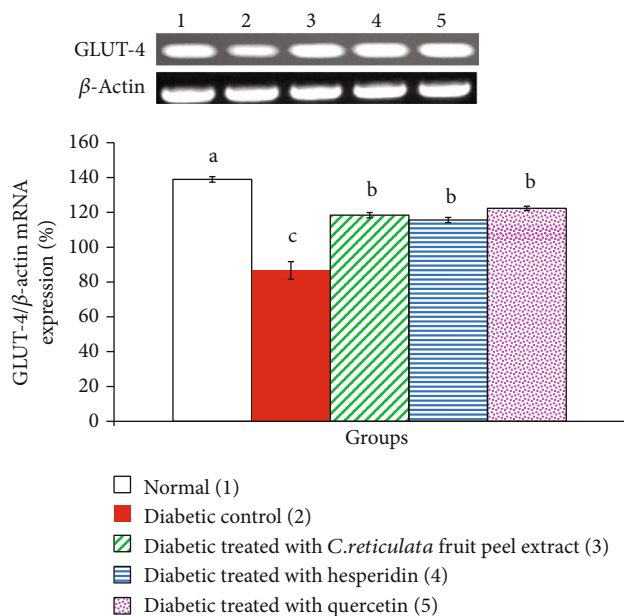 1 2 3 4 5
GLUT-4
β-Actin
GLUT-4/β-actin mRNA
expression (%)
160
140
120
100
80
60
40
20
0
a
c
b
b
b
Groups
Normal (1)
Diabetic control (2)
Diabetic treated with C.reticulata fruit peel extract (3)
Diabetic treated with hesperidin (4)
Diabetic treated with quercetin (5)